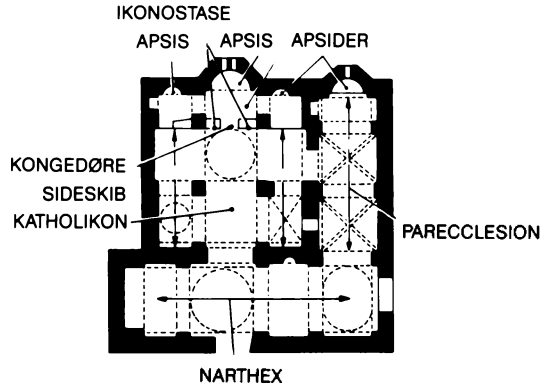 IKONOSTASE
APSIS
APSIS
APSIDER
KONGEDØRE
SIDESKIB
KATHOLIKON
PARECCLESION
NARTHEX